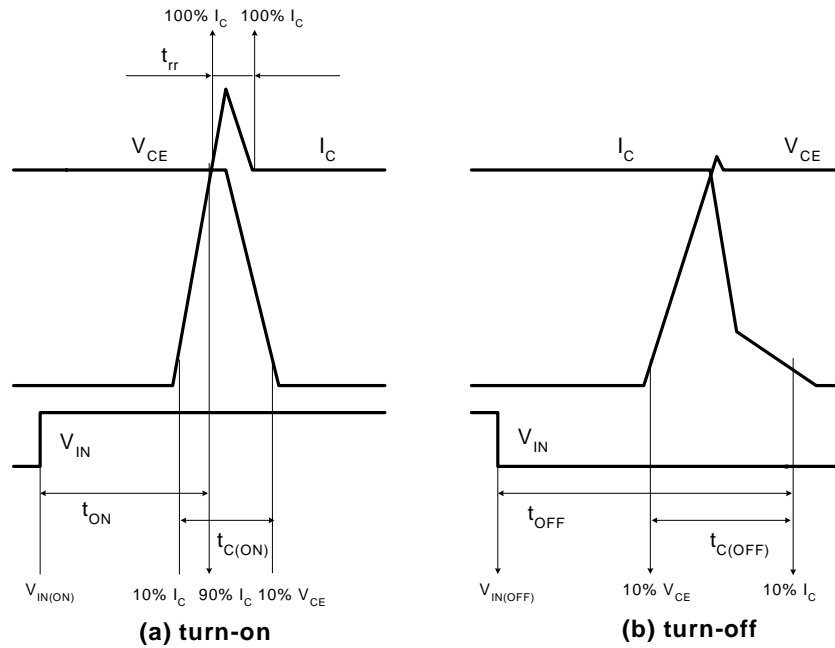 100% I_C 100% I_C
t_rr
V_CE I_C
V_IN
t_ON
t_C(ON)
V_IN(ON) 10% I_C 90% I_C 10% V_CE
(a) turn-on
I_C V_CE
V_IN
t_OFF
t_C(OFF)
V_IN(OFF) 10% V_CE 10% I_C
(b) turn-off